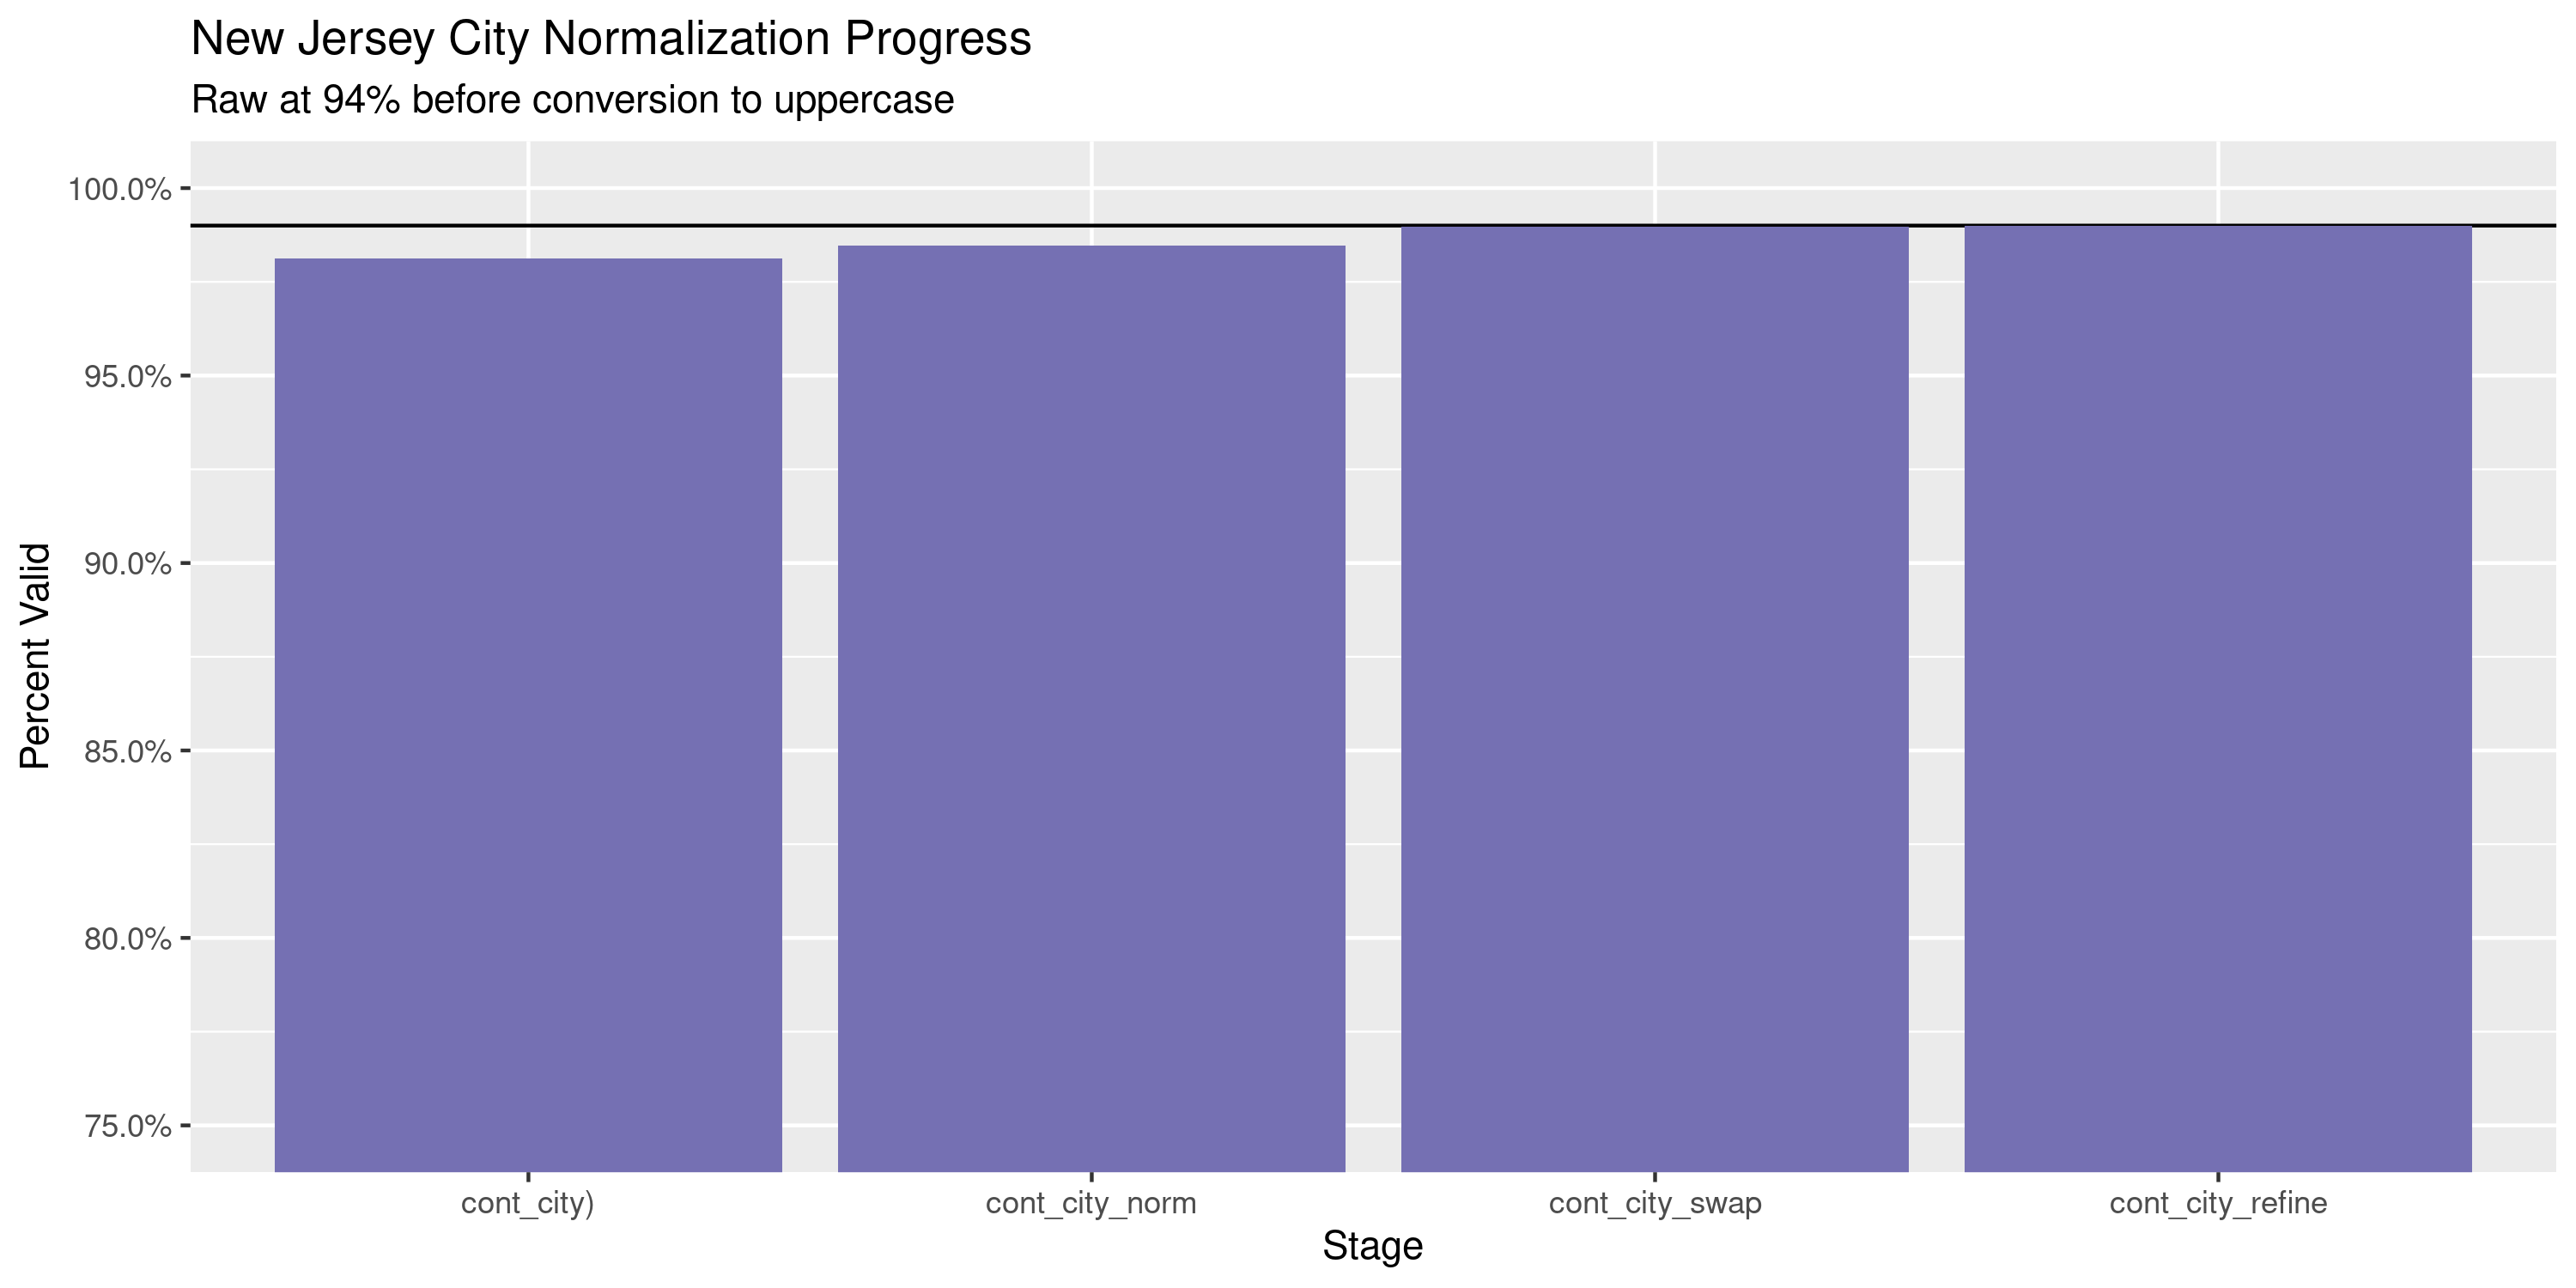 New Jersey City Normalization Progress
Raw at 94% before conversion to uppercase
100.0%
95.0%
90.0%
85.0%
80.0%
75.0%
Percent Valid
cont_city)
cont_city_norm
cont_city_swap
cont_city_refine
Stage